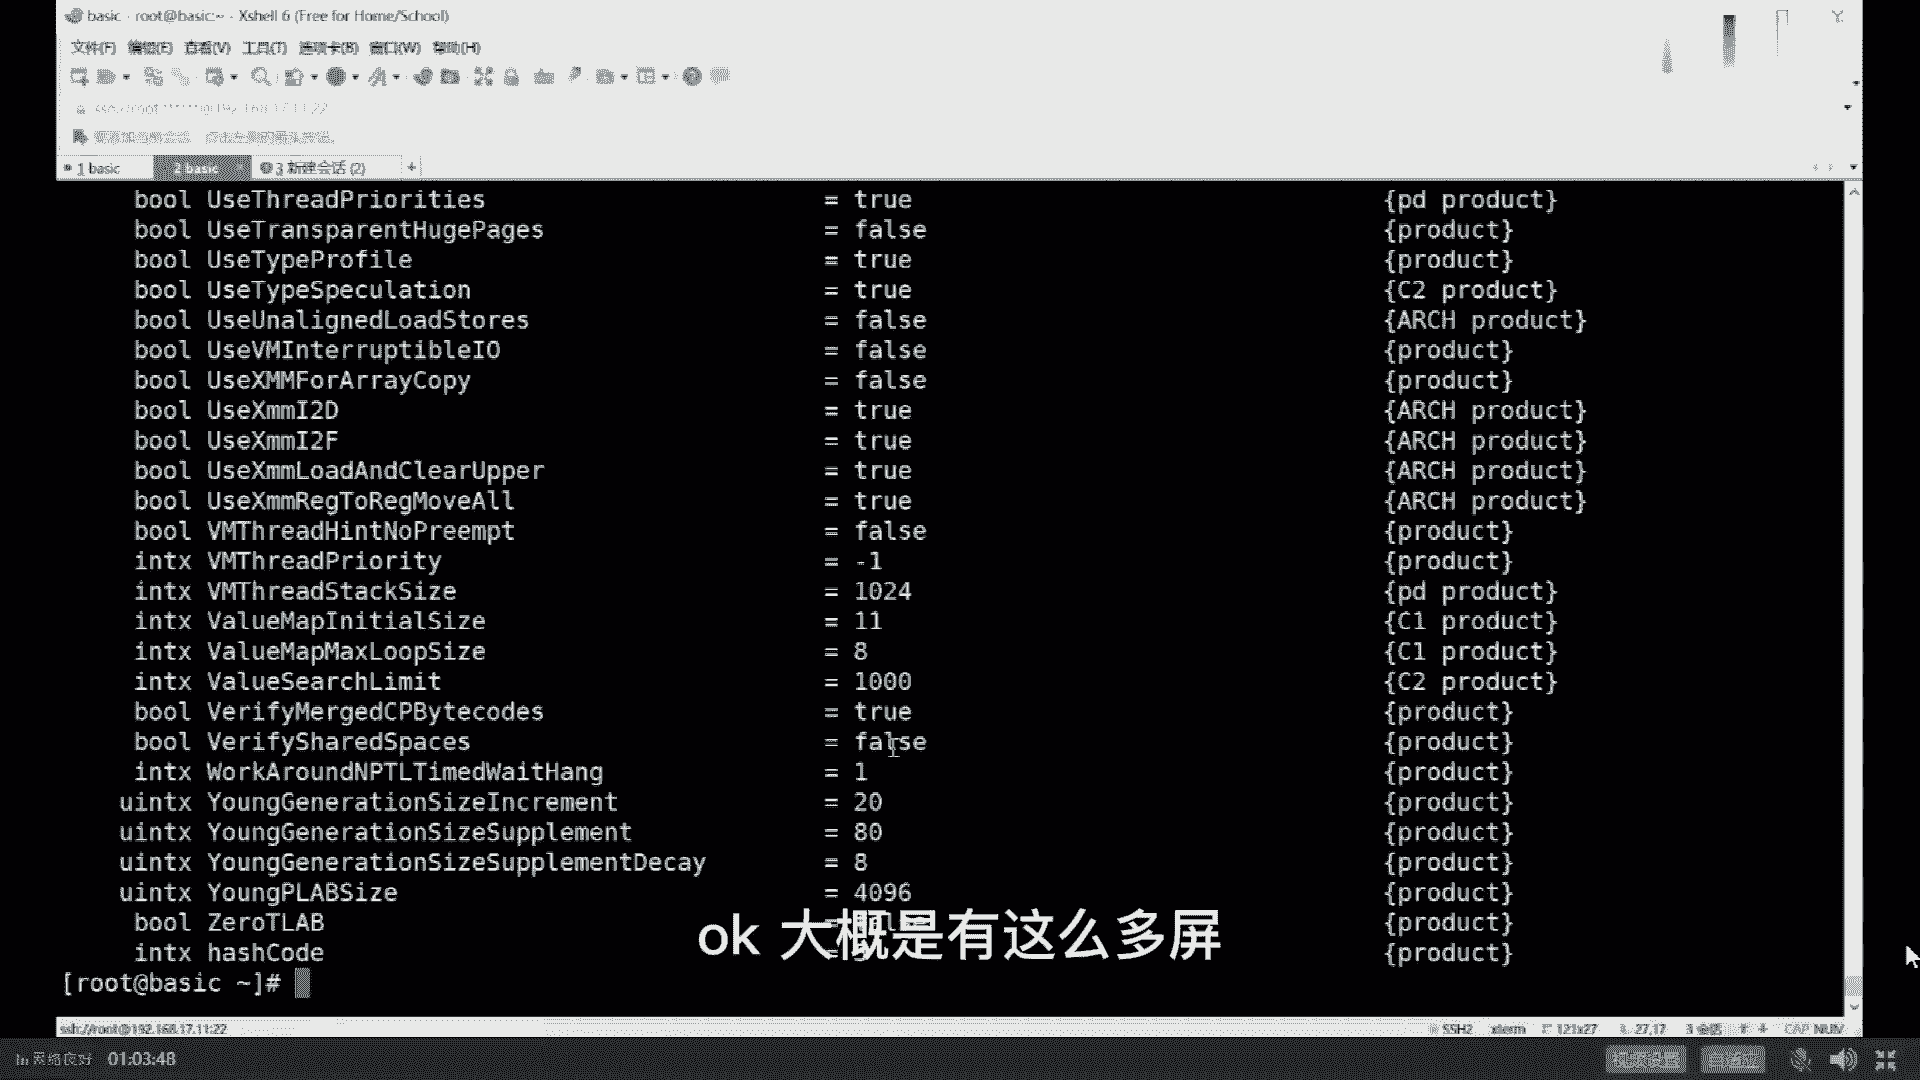 basic - root@basic:~ - Xshell 6 (Free for Home/School)
文件(F) 编辑(E) 查看(V) 工具(T) 选项卡(B) 窗口(W) 帮助(H)
1 basic 2 basic 3 新建会话 (2) +
bool UseThreadPriorities = true {pd product}
bool UseTransparentHugePages = false {product}
bool UseTypeProfile = true {product}
bool UseTypeSpeculation = true {C2 product}
bool UseUnalignedLoadStores = false {ARCH product}
bool UseVMInterruptibleIO = false {product}
bool UseXMMForArrayCopy = false {product}
bool UseXmmI2D = true {ARCH product}
bool UseXmmI2F = true {ARCH product}
bool UseXmmLoadAndClearUpper = true {ARCH product}
bool UseXmmRegToRegMoveAll = true {ARCH product}
bool VMThreadHintNoPreempt = false {product}
intx VMThreadPriority = -1 {product}
intx VMThreadStackSize = 1024 {pd product}
intx ValueMapInitialSize = 11 {C1 product}
intx ValueMapMaxLoopSize = 8 {C1 product}
intx ValueSearchLimit = 1000 {C2 product}
bool VerifyMergedCPBytecodes = true {product}
bool VerifySharedSpaces = false {product}
intx WorkAroundNPTLTimedWaitHang = 1 {product}
uintx YoungGenerationSizeIncrement = 20 {product}
uintx YoungGenerationSizeSupplement = 80 {product}
uintx YoungGenerationSizeSupplementDecay = 8 {product}
uintx YoungPLABSize = 4096 {product}
bool ZeroTLAB {product}
ok 大概是有这么多屏
intx hashCode {product}
[root@basic ~]#
ssh://root@192.168.17.11:22 SSH2 xterm 121x27 27,17 3 会话 CAP NUM
网络良好 01:03:48